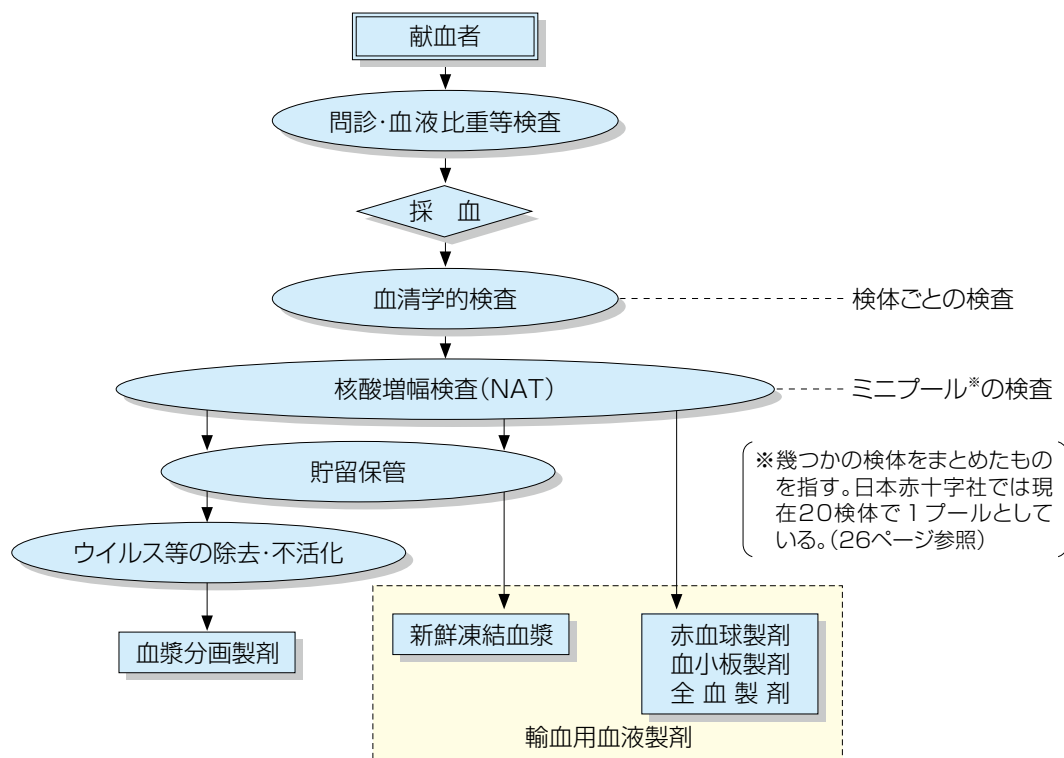 献血者
問診･血液比重等検査
採　血
血清学的検査
検体ごとの検査
核酸増幅検査(NAT)
ミニプール※の検査
貯留保管
※幾つかの検体をまとめたもの
を指す。日本赤十字社では現
在20検体で１プールとして
いる。(26ページ参照)
ウイルス等の除去･不活化
血漿分画製剤
新鮮凍結血漿
赤血球製剤
血小板製剤
全 血 製 剤
輸血用血液製剤